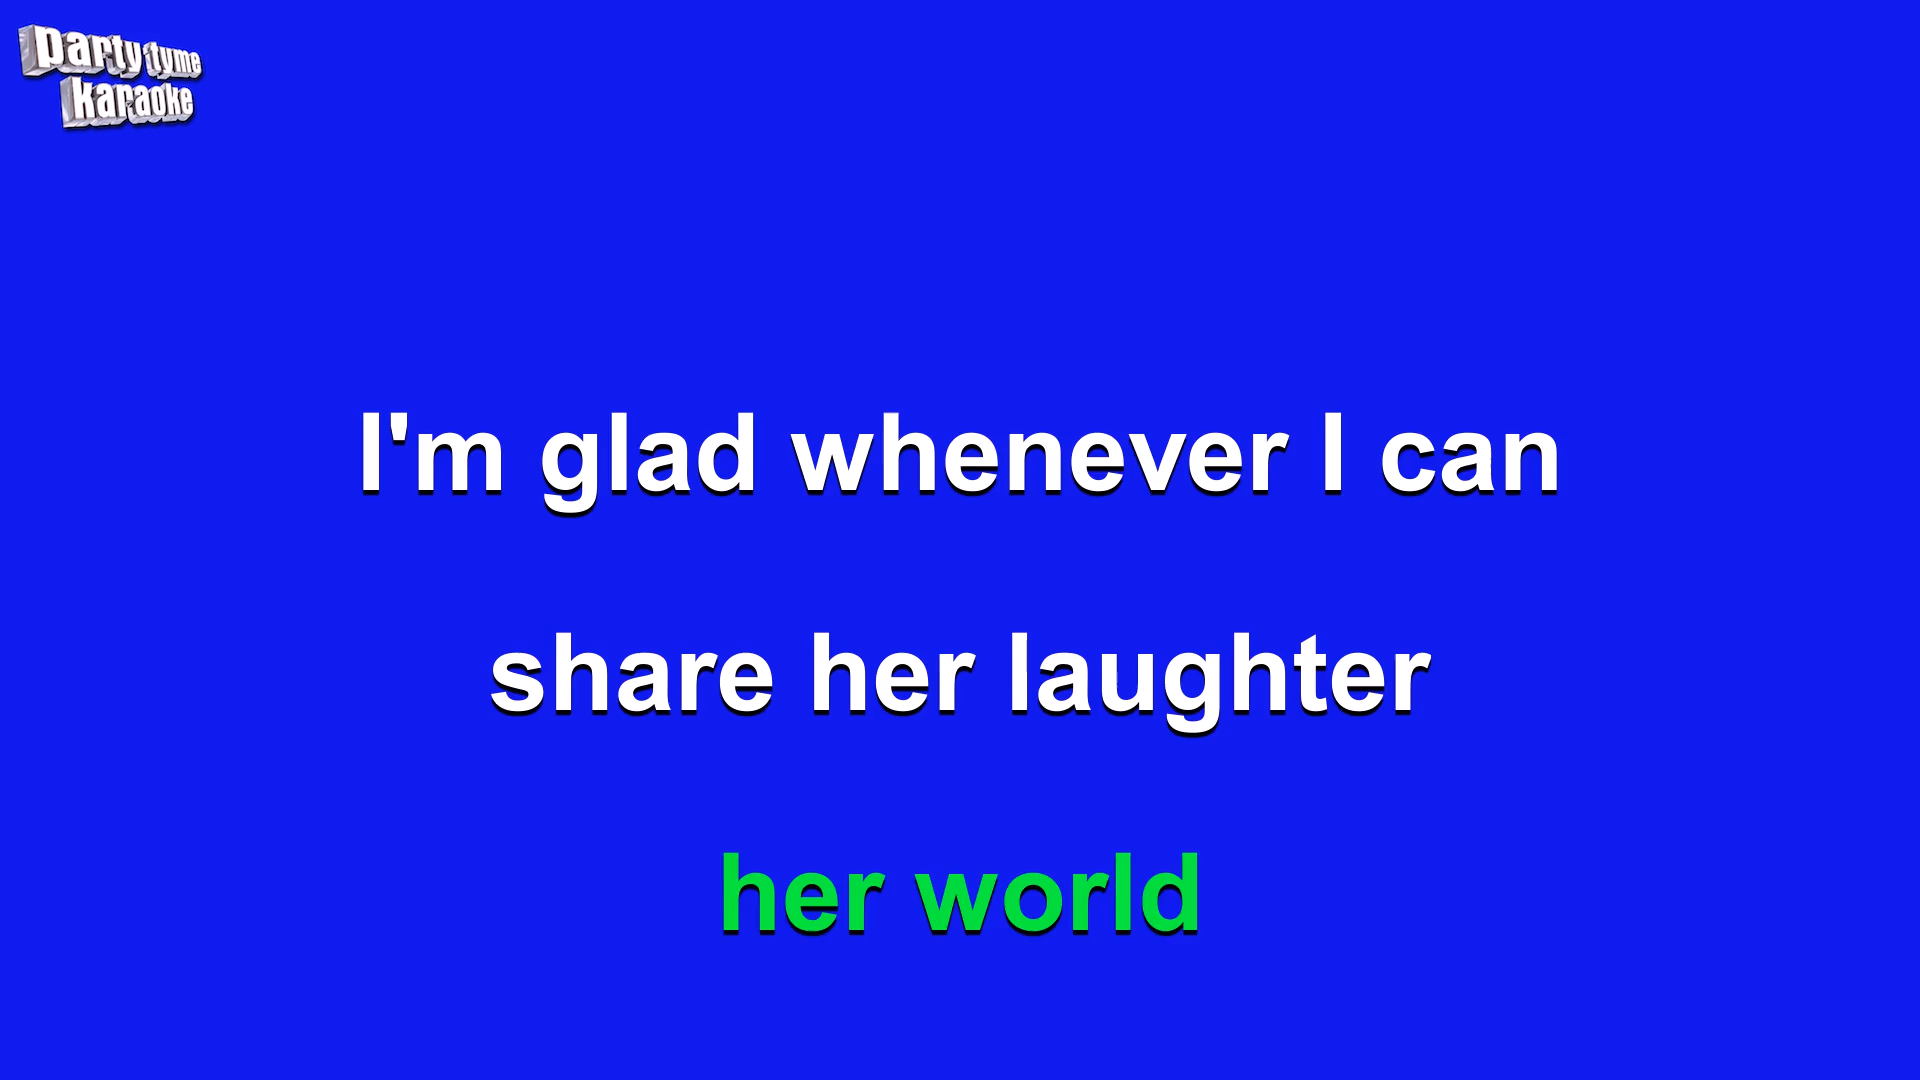 party tyme
karaoke
I'm glad whenever I can
share her laughter
her world